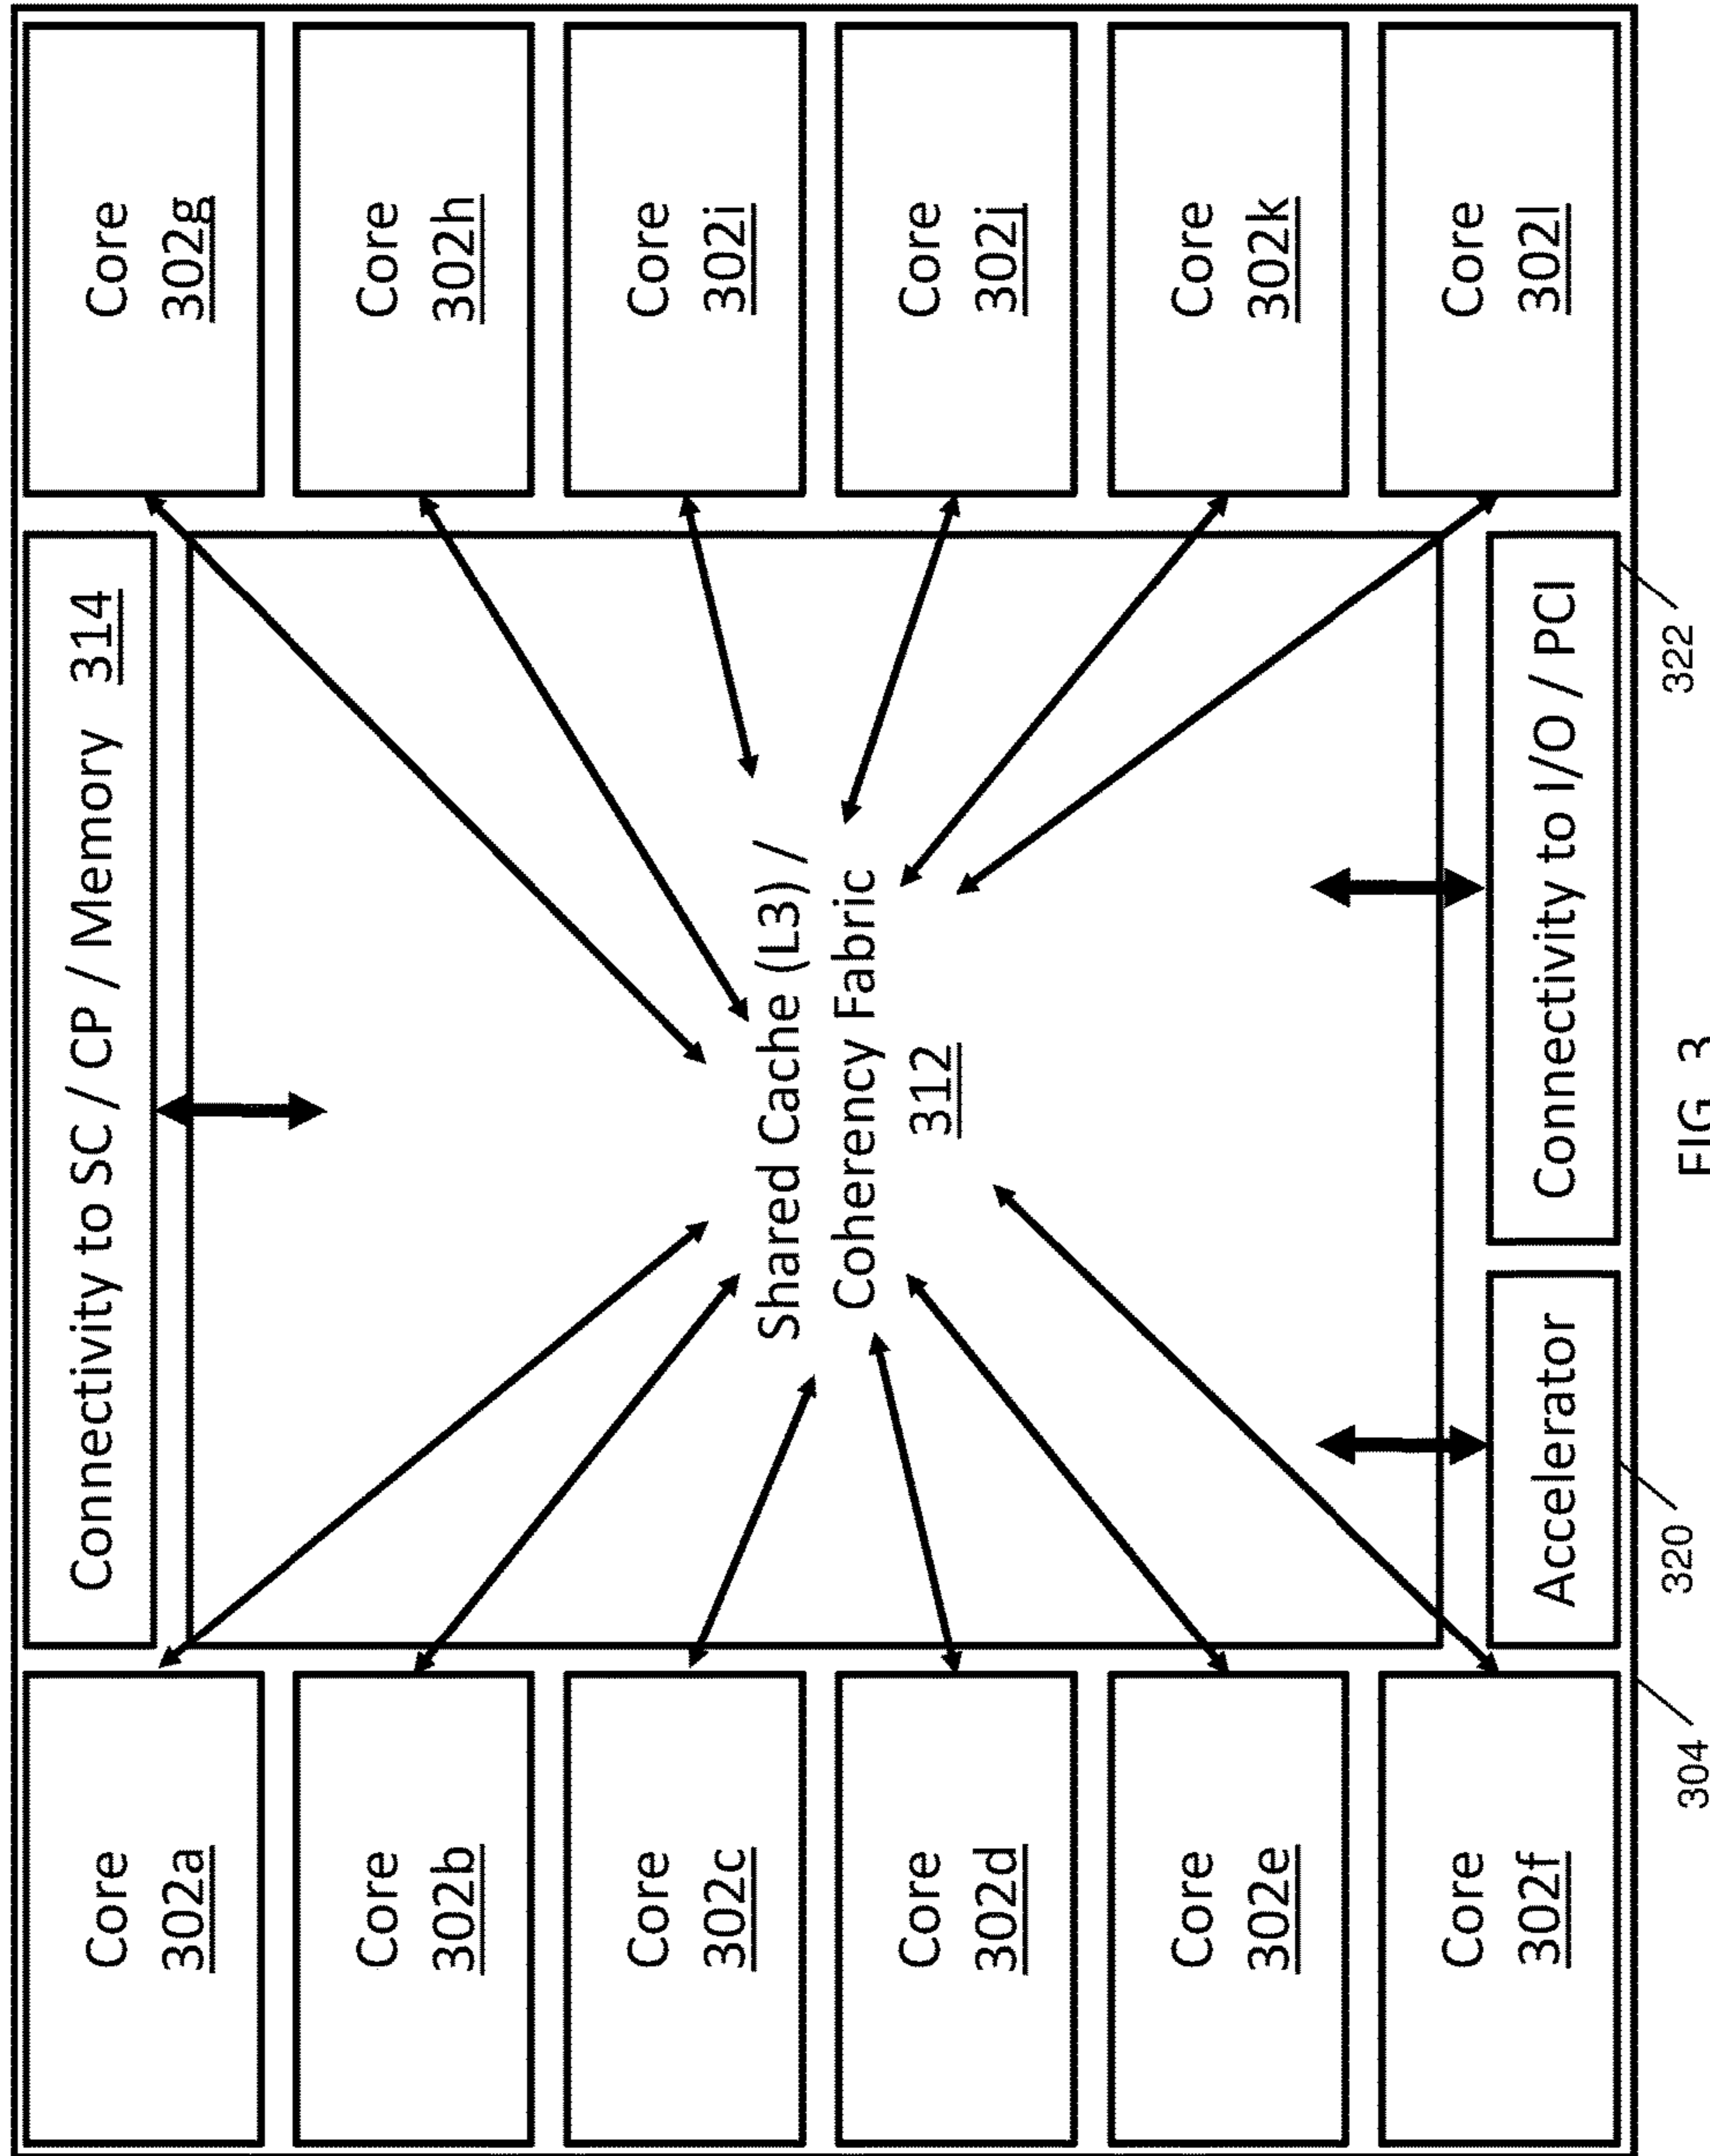 Core
302a
Core
302b
Core
302c
Core
302d
Core
302e
Core
302f
Connectivity to SC / CP / Memory 314
Shared Cache (L3) /
Coherency Fabric
312
Accelerator
Connectivity to I/O / PCI
Core
302g
Core
302h
Core
302i
Core
302j
Core
302k
Core
302l
304
320
322
FIG. 3